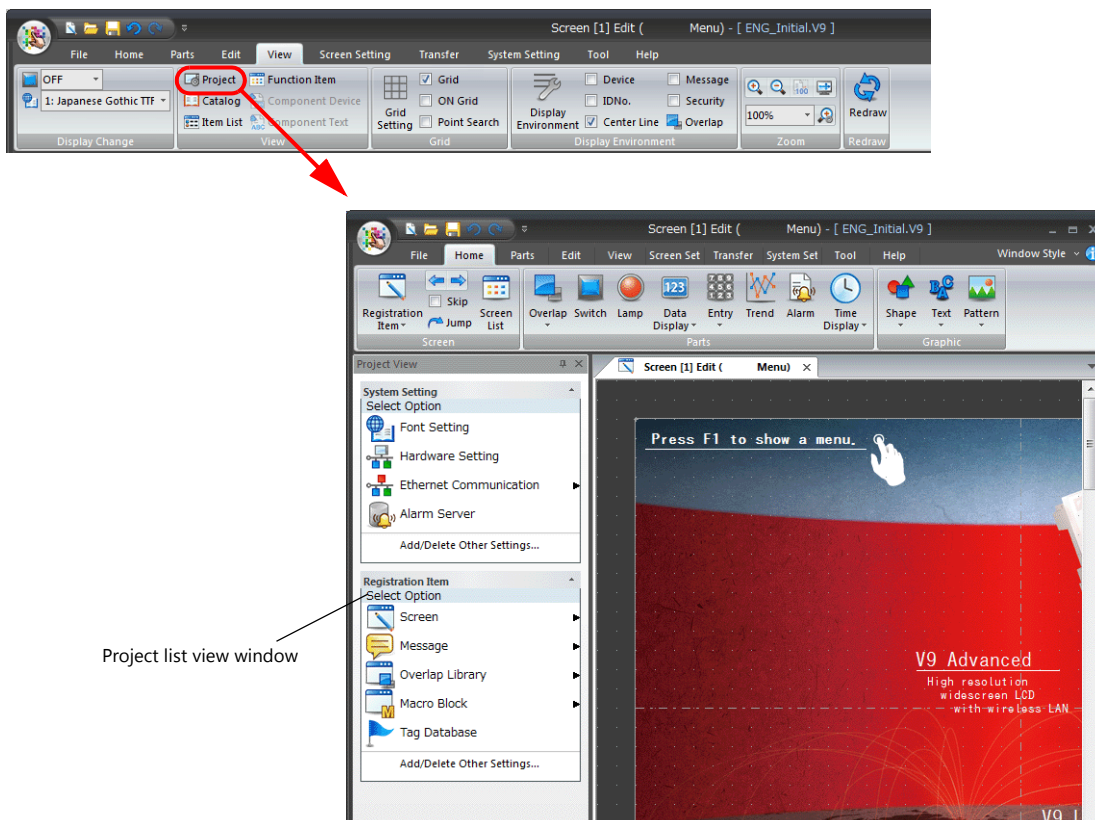 Screen [1] Edit ( Menu) - [ ENG_Initial.V9 ]
File Home Parts Edit View Screen Setting Transfer System Setting Tool Help
OFF
1: Japanese Gothic TTF
Display Change
Project
Catalog
Item List
Function Item
Component Device
Component Text
View
Grid
Setting
Grid
ON Grid
Point Search
Grid
Display
Environment
Device
IDNo.
Center Line
Message
Security
Overlap
Display Environment
100
100%
Zoom
Redraw
Redraw
Screen [1] Edit ( Menu) - [ ENG_Initial.V9 ]
File Home Parts Edit View Screen Set Transfer System Set Tool Help Window Style
Registration
Item
Skip
Jump
Screen
List
Screen
Overlap
Switch
Lamp
123
Data
Display
Entry
Trend
Alarm
Time
Display
Parts
Shape
Text
Pattern
Graphic
Project View
Screen [1] Edit ( Menu)
System Setting
Select Option
Font Setting
Hardware Setting
Ethernet Communication
Alarm Server
Add/Delete Other Settings...
Registration Item
Select Option
Screen
Message
Overlap Library
Macro Block
Tag Database
Add/Delete Other Settings...
Project list view window
Press F1 to show a menu.
V9 Advanced
High resolution
widescreen LCD
with wireless LAN